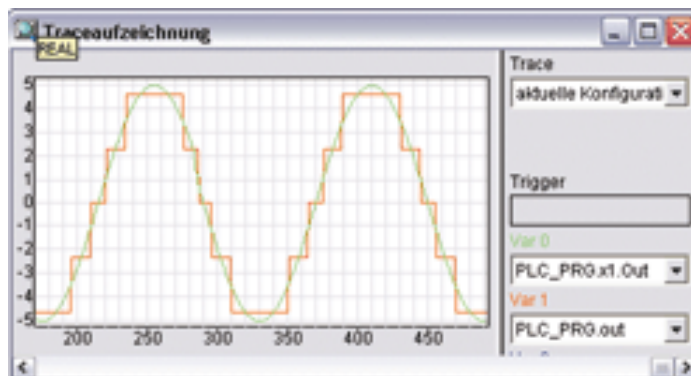 Traceaufzeichnung
REAL
5
4
3
2
1
0
-1
-2
-3
-4
-5
200 250 300 350 400 450
Trace
aktuelle Konfigurati
Trigger
Var 0
PLC_PRG.x1.Out
Var 1
PLC_PRG.out